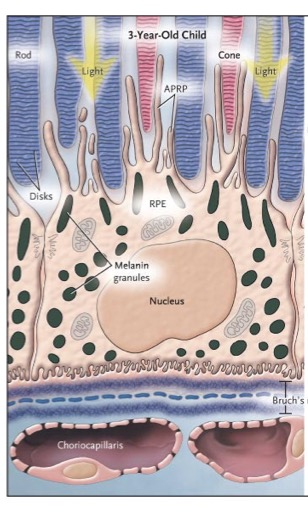 3-Year-Old Child
Rod
Cone
Light
Light
APRP
Disks
RPE
Melanin
granules
Nucleus
Bruch's
Choriocapillaris